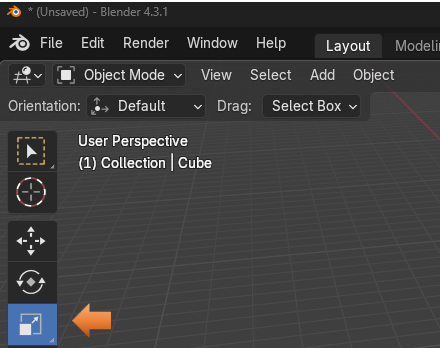 * (Unsaved) - Blender 4.3.1
File Edit Render Window Help Layout Modeli
Object Mode View Select Add Object
Orientation: Default Drag: Select Box
User Perspective
(1) Collection | Cube